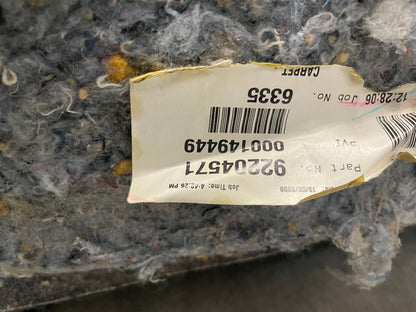 Job Time: 4:42:26 PM
Part No. 92204571
PVI 000149449
12:28:06 Job No. 6335
CARPET